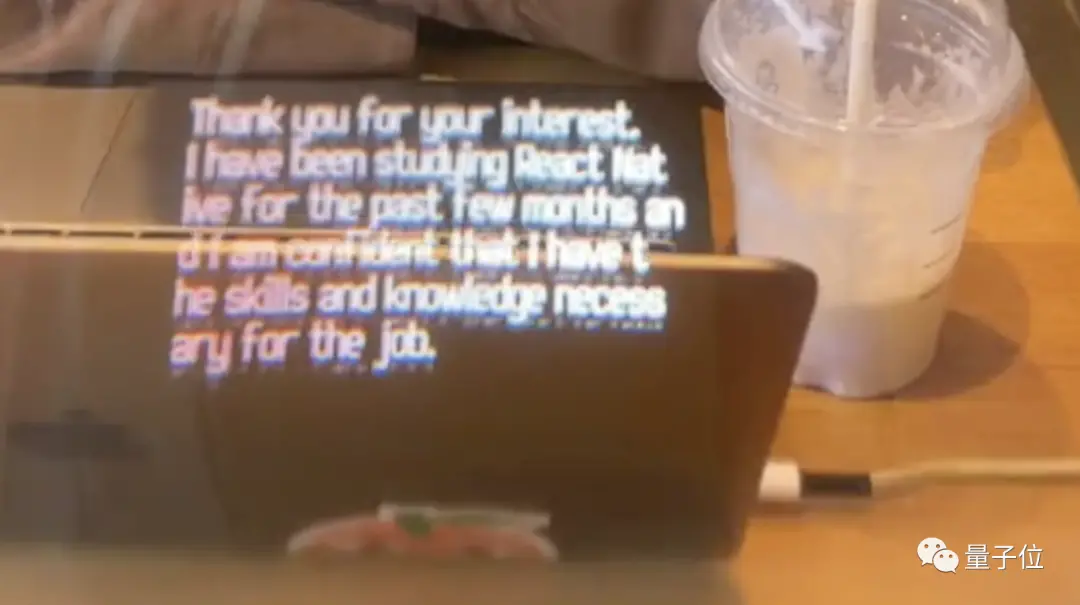 Thank you for your interest.
I have been studying React Nat
ive for the past few months an
d I am confident that I have t
he skills and knowledge necess
ary for the job.
量子位